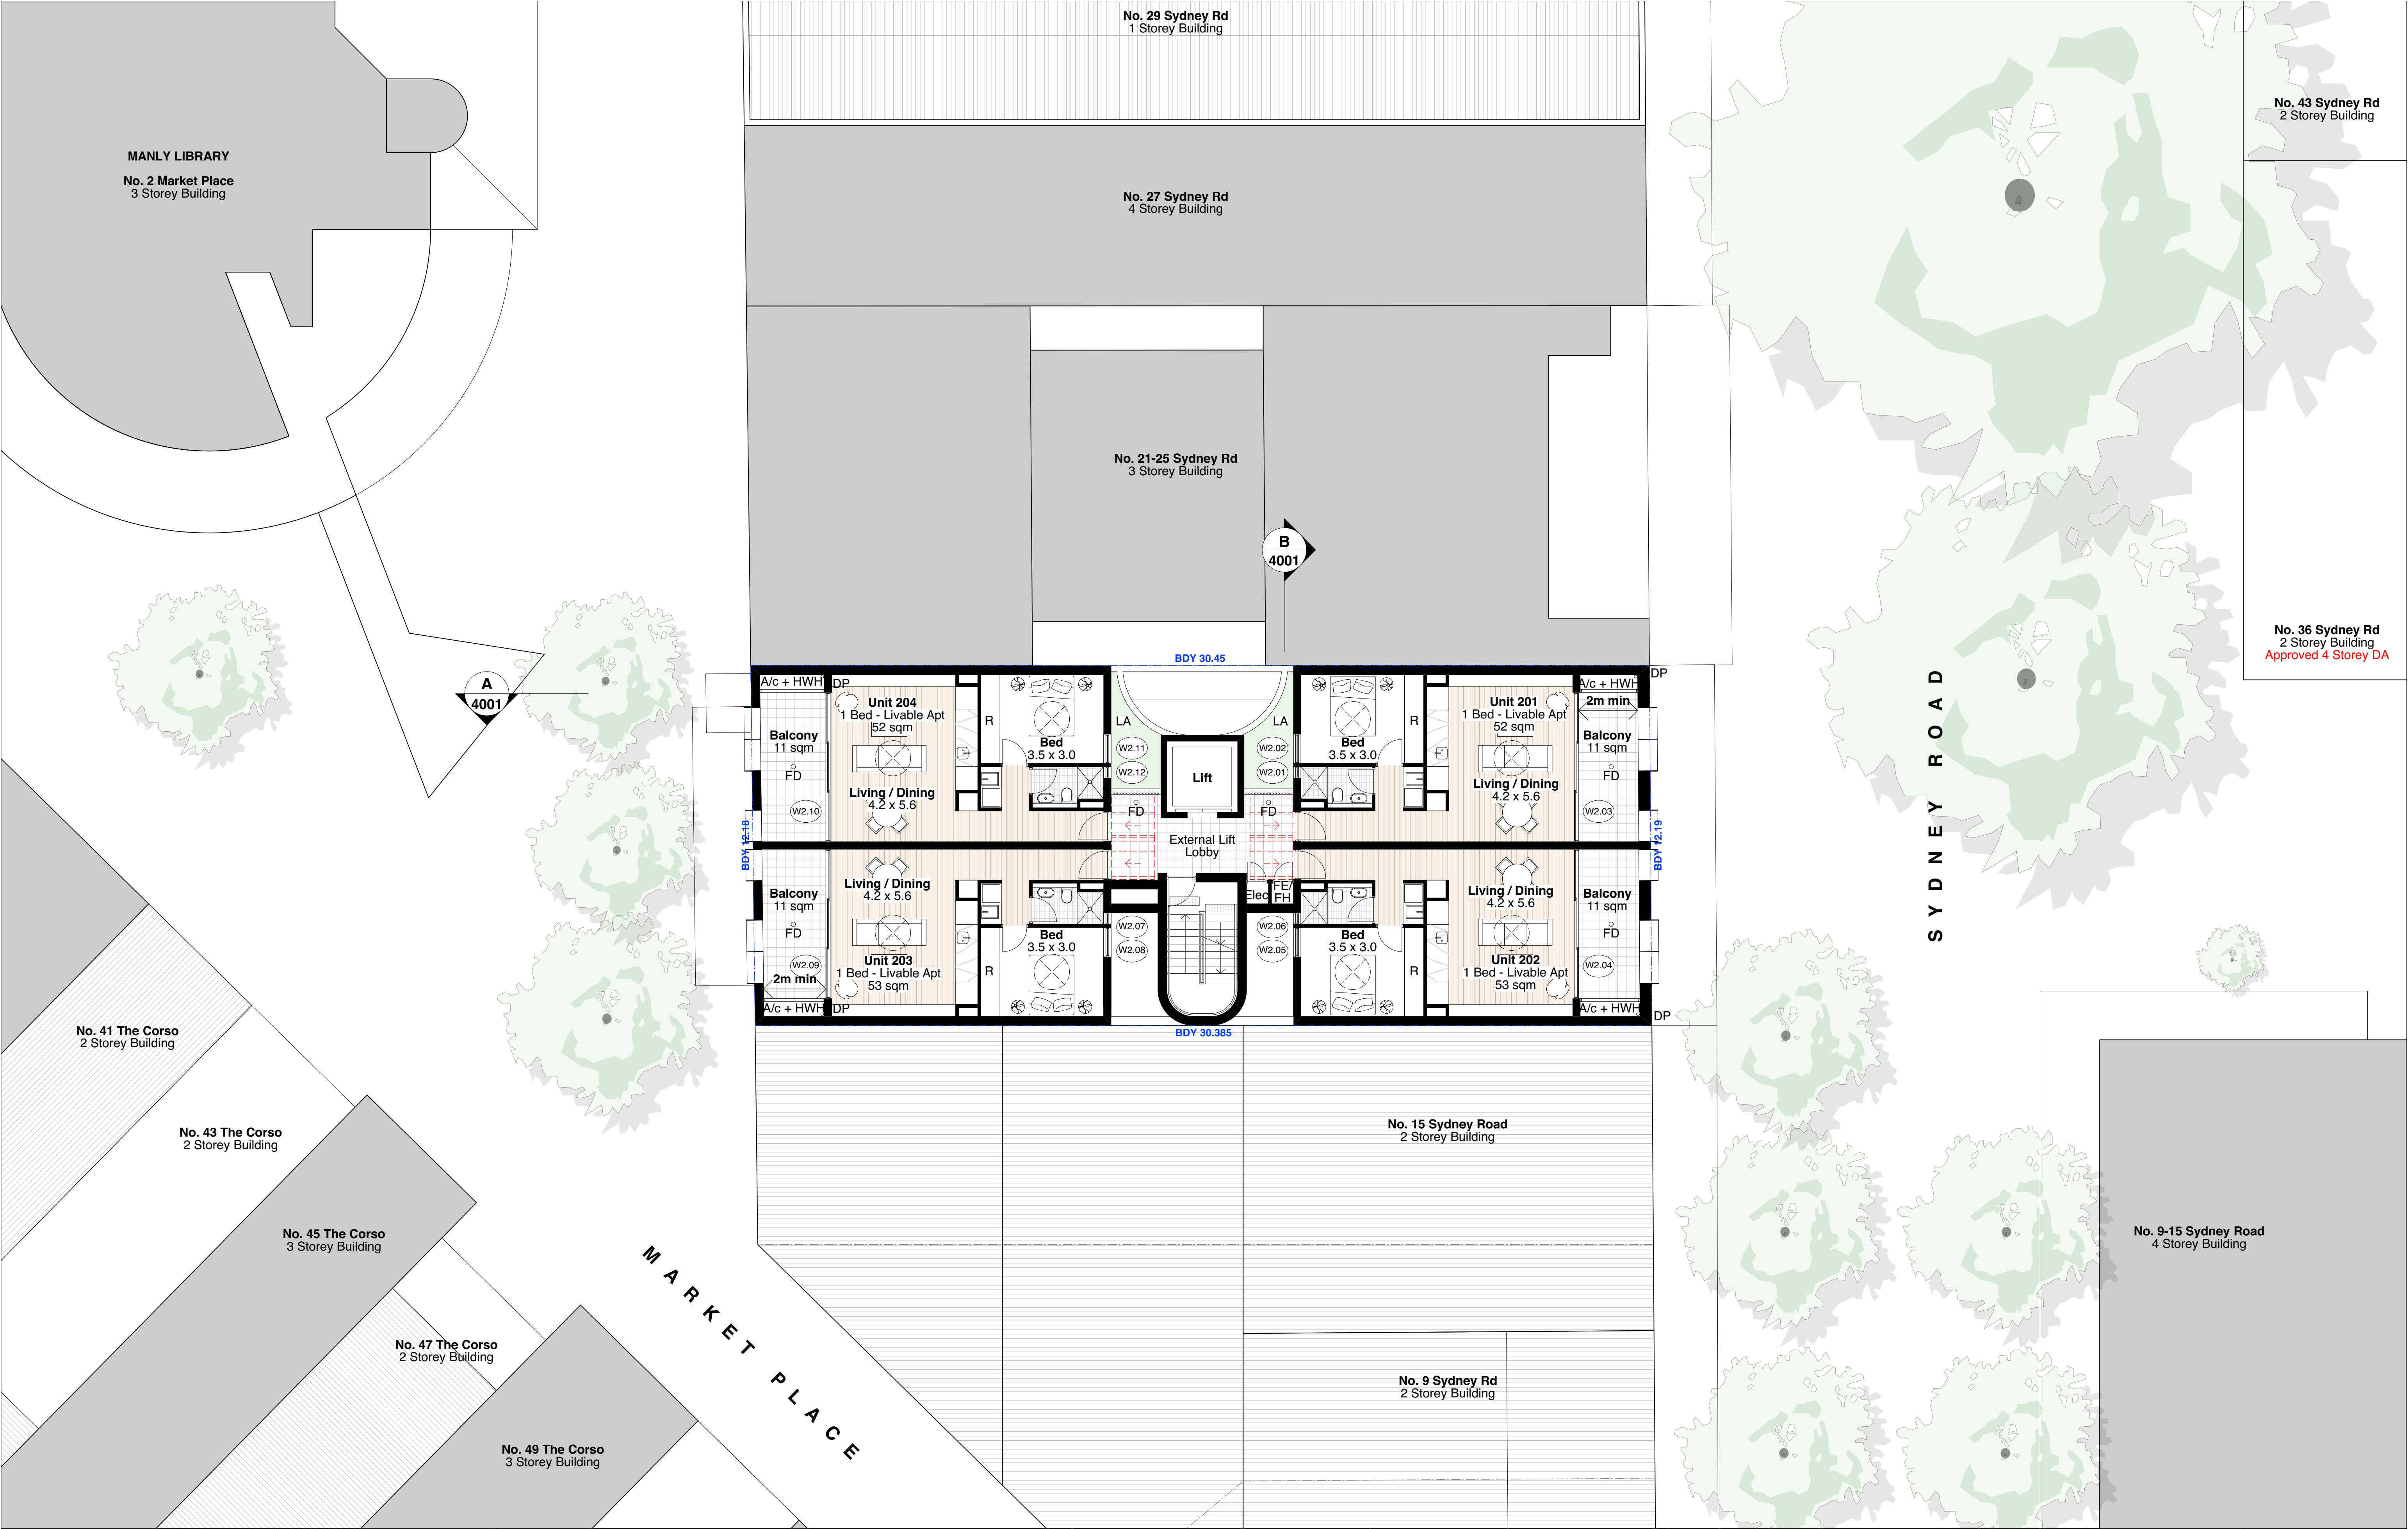 No. 29 Sydney Rd
1 Storey Building
No. 43 Sydney Rd
2 Storey Building
MANLY LIBRARY
No. 2 Market Place
3 Storey Building
No. 27 Sydney Rd
4 Storey Building
No. 21-25 Sydney Rd
3 Storey Building
B
4001
No. 36 Sydney Rd
2 Storey Building
Approved 4 Storey DA
SYDNEY ROAD
A
4001
BDY 30.45
BDY 12.18
BDY 12.19
BDY 30.385
A/c + HWH
DP
Unit 204
1 Bed - Livable Apt
52 sqm
Balcony
11 sqm
FD
W2.10
Living / Dining
4.2 x 5.6
R
Bed
3.5 x 3.0
LA
W2.11
W2.12
FD
Lift
LA
W2.02
W2.01
FD
External Lift
Lobby
Bed
3.5 x 3.0
R
Unit 201
1 Bed - Livable Apt
52 sqm
Living / Dining
4.2 x 5.6
A/c + HWH
2m min
Balcony
11 sqm
FD
W2.03
DP
Balcony
11 sqm
FD
W2.09
2m min
A/c + HWH
DP
Living / Dining
4.2 x 5.6
Unit 203
1 Bed - Livable Apt
53 sqm
R
Bed
3.5 x 3.0
W2.07
W2.08
Elec
FE/
FH
W2.06
W2.05
Bed
3.5 x 3.0
R
Living / Dining
4.2 x 5.6
Unit 202
1 Bed - Livable Apt
53 sqm
Balcony
11 sqm
FD
W2.04
A/c + HWH
DP
No. 41 The Corso
2 Storey Building
No. 43 The Corso
2 Storey Building
No. 45 The Corso
3 Storey Building
No. 47 The Corso
2 Storey Building
No. 49 The Corso
3 Storey Building
MARKET PLACE
No. 15 Sydney Road
2 Storey Building
No. 9 Sydney Rd
2 Storey Building
No. 9-15 Sydney Road
4 Storey Building